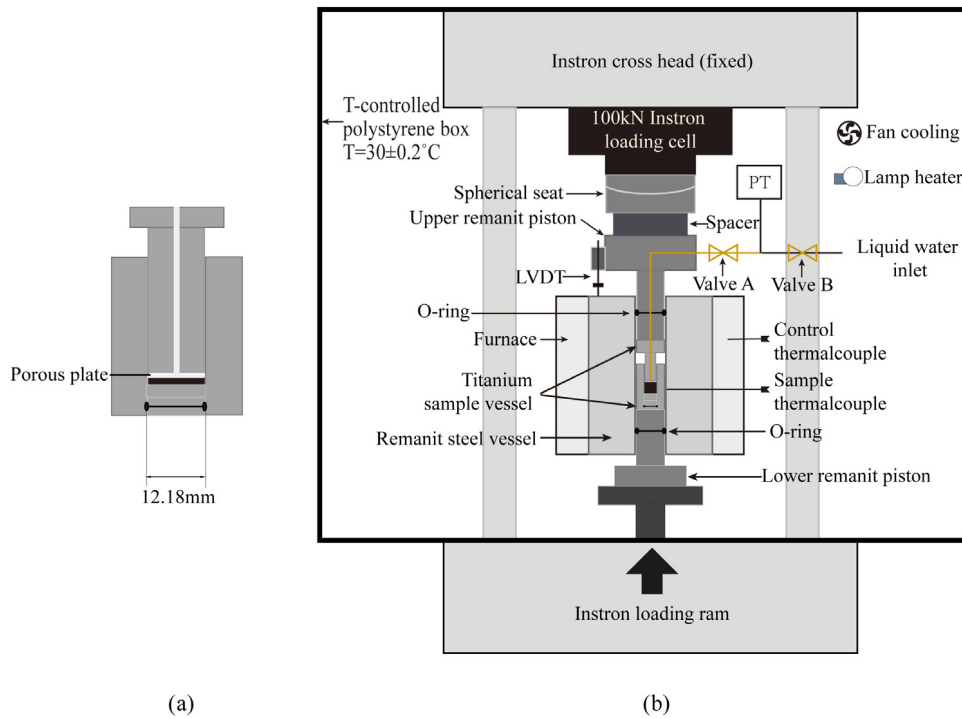 Instron cross head (fixed)
T-controlled
polystyrene box
T=30±0.2˚C
100kN Instron
loading cell
Fan cooling
Lamp heater
PT
Spherical seat
Upper remanit piston
Spacer
Liquid water
inlet
LVDT
Valve A
Valve B
O-ring
Furnace
Control
thermalcouple
Porous plate
Titanium
sample vessel
Sample
thermalcouple
Remanit steel vessel
O-ring
Lower remanit piston
12.18mm
Instron loading ram
(a)
(b)